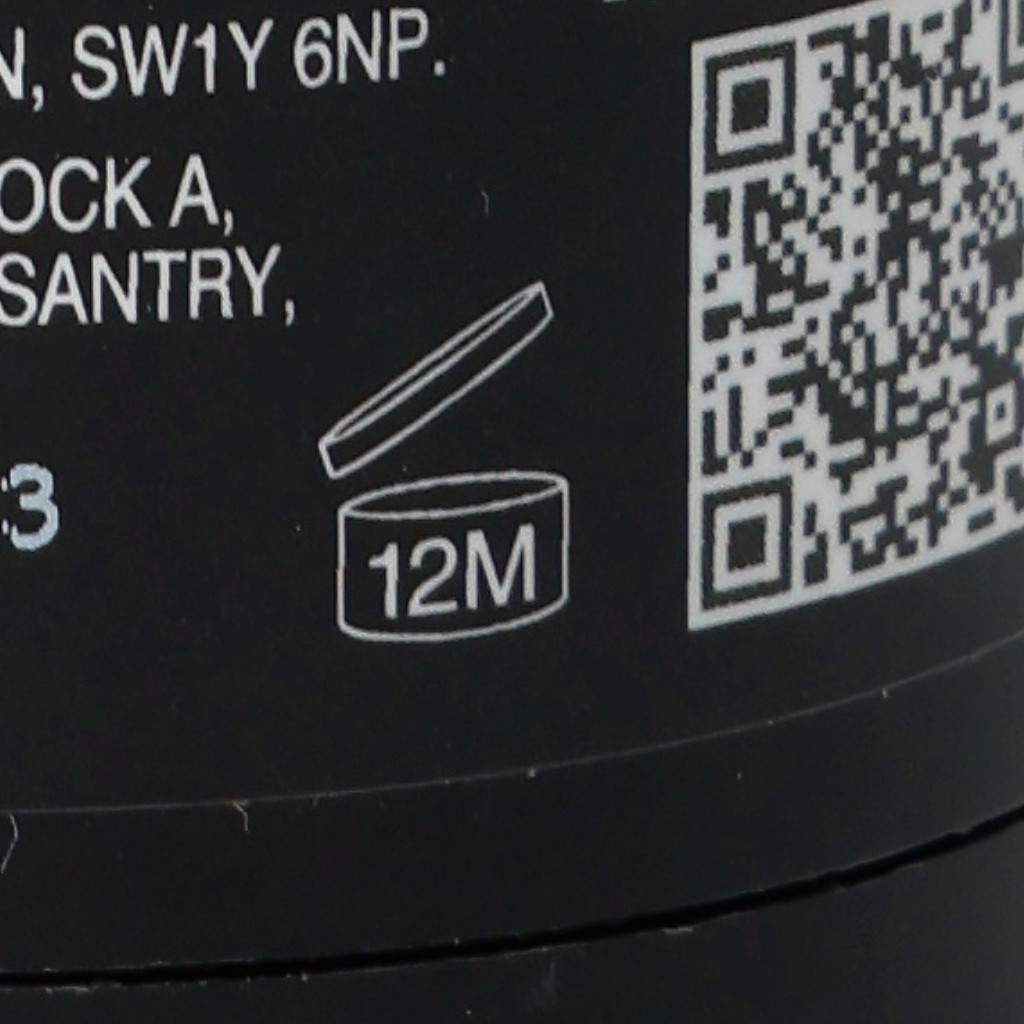 N, SW1Y 6NP.
OCK A,
SANTRY,
3
12M